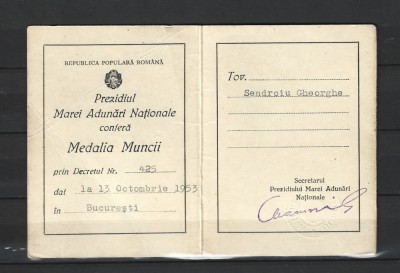 REPUBLICA POPULARĂ ROMÂNĂ
Prezidiul
Marei Adunări Naționale
conferă
Medalia Muncii
prin Decretul Nr. 425
dat la 13 Octombrie 1953
în București
Tov.
Sendroiu Gheorghe
Secretarul
Prezidiului Marei Adunări
Naționale